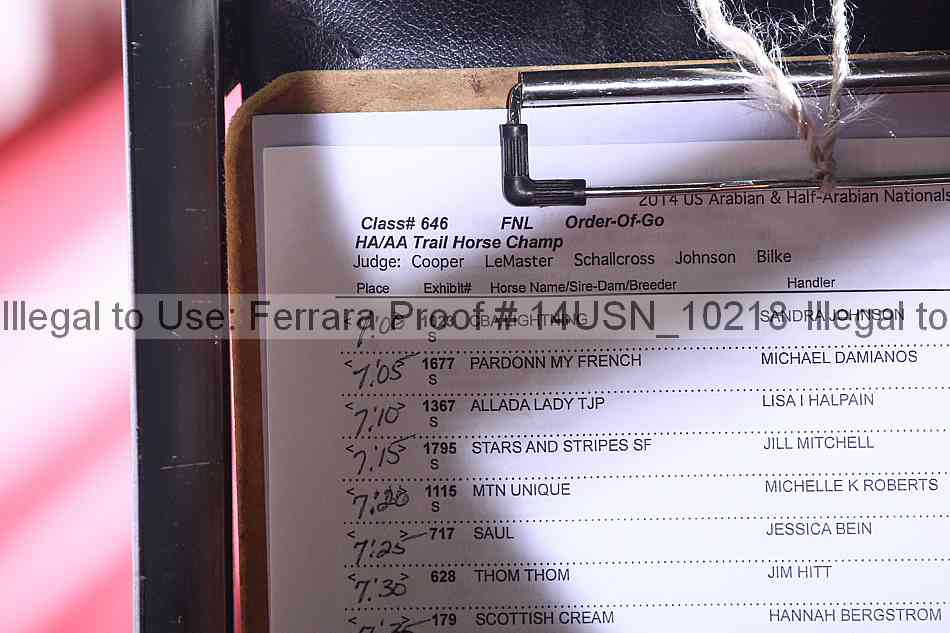 2014 US Arabian & Half-Arabian Nationals
Class# 646 FNL Order-Of-Go
HA/AA Trail Horse Champ
Judge: Cooper LeMaster Schallcross Johnson Bilke
Place Exhibit# Horse Name/Sire-Dam/Breeder Handler
Illegal to Use: Ferrara Proof # 14USN_10218 Illegal to
< > SANDRA JOHNSON
S
<7:05> 1677 PARDONN MY FRENCH MICHAEL DAMIANOS
S
<7:10> 1367 ALLADA LADY TJP LISA I HALPAIN
S
<7:15> 1795 STARS AND STRIPES SF JILL MITCHELL
S
<7:20> 1115 MTN UNIQUE MICHELLE K ROBERTS
S
<7:25> 717 SAUL JESSICA BEIN
<7:30> 628 THOM THOM JIM HITT
<7:35> 179 SCOTTISH CREAM HANNAH BERGSTROM